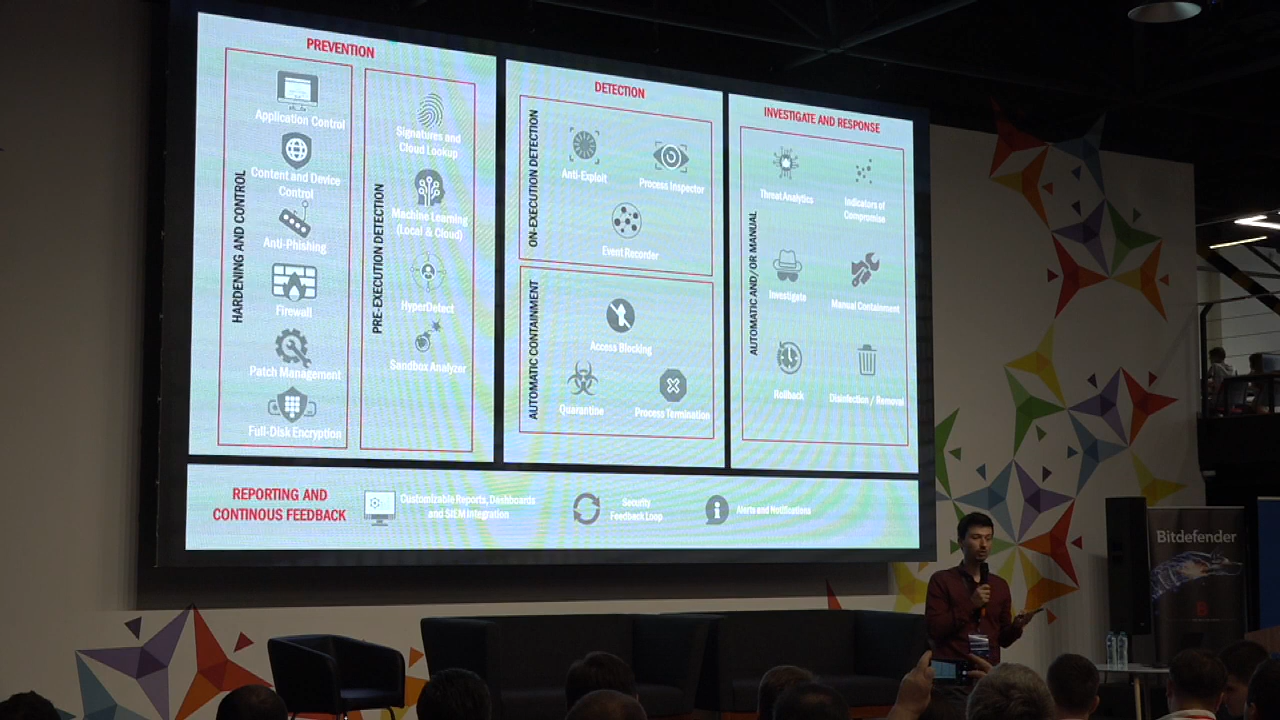 PREVENTION
HARDENING AND CONTROL
Application Control
Content and Device
Control
Anti-Phishing
Firewall
Patch Management
Full-Disk Encryption
PRE-EXECUTION DETECTION
Signatures and
Cloud Lookup
Machine Learning
(Local & Cloud)
HyperDetect
Sandbox Analyzer
DETECTION
ON-EXECUTION DETECTION
Anti-Exploit
Process Inspector
Event Recorder
AUTOMATIC CONTAINMENT
Access Blocking
Quarantine
Process Termination
INVESTIGATE AND RESPONSE
AUTOMATIC AND/OR MANUAL
Threat Analytics
Indicators of
Compromise
Investigate
Manual Containment
Rollback
Disinfection / Removal
REPORTING AND
CONTINOUS FEEDBACK
Customizable Reports, Dashboards
and SIEM Integration
Security
Feedback Loop
Alerts and Notifications
Bitdefender